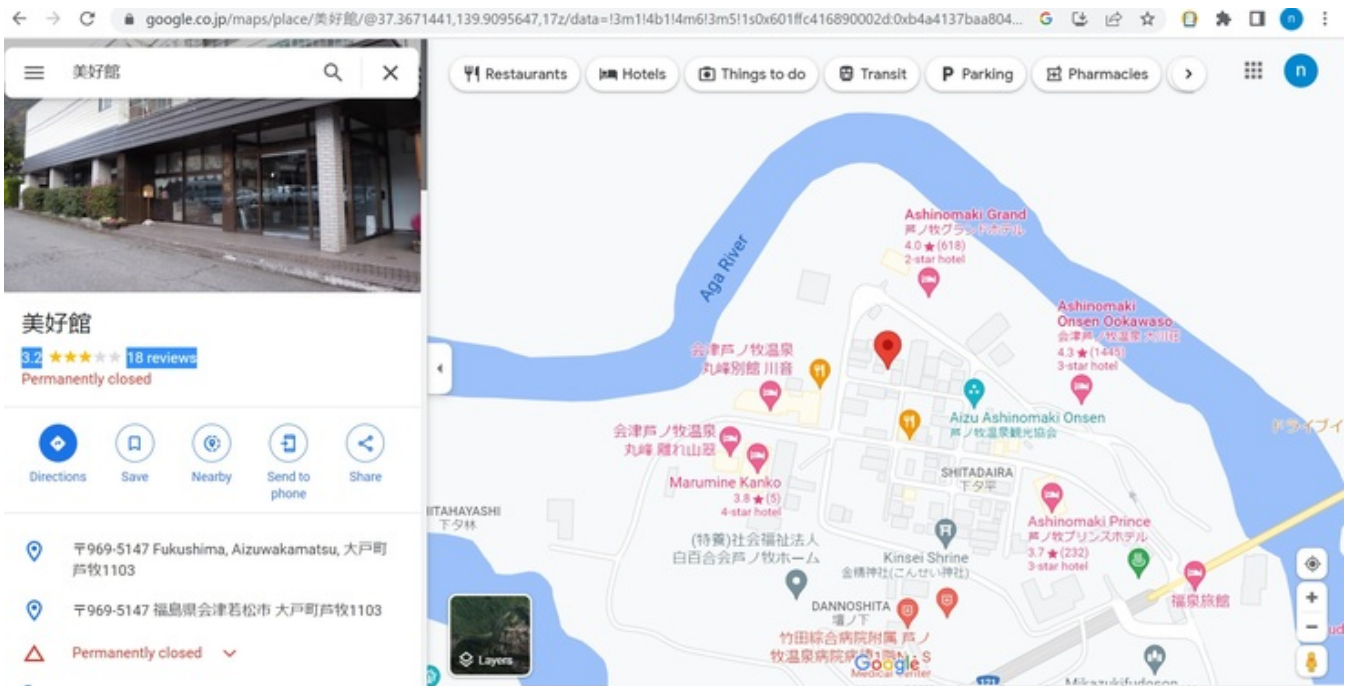 google.co.jp/maps/place/美好館/@37.3671441,139.9095647,17z/data=!3m1!4b1!4m6!3m5!1s0x601ffc416890002d:0xb4a4137baa804...
n
美好館
Restaurants
Hotels
Things to do
Transit
P Parking
Pharmacies
n
美好館
3.2 18 reviews
Permanently closed
Directions
Save
Nearby
Send to
phone
Share
〒969-5147 Fukushima, Aizuwakamatsu, 大戸町
芦牧1103
〒969-5147 福島県会津若松市 大戸町芦牧1103
Permanently closed
Aga River
Ashinomaki Grand
芦ノ牧グランドホテル
4.0 ★ (618)
2-star hotel
Ashinomaki
Onsen Ookawaso
会津芦ノ牧温泉 大川荘
4.3 ★ (1445)
3-star hotel
会津芦ノ牧温泉
丸峰別館 川音
Aizu Ashinomaki Onsen
芦ノ牧温泉観光協会
ドライブイ
会津芦ノ牧温泉
丸峰 離れ山翠
Marumine Kanko
3.8 ★ (5)
4-star hotel
SHITADAIRA
下夕平
ITAHAYASHI
下夕林
Ashinomaki Prince
芦ノ牧プリンスホテル
3.7 ★ (232)
3-star hotel
(特養)社会福祉法人
白百合会芦ノ牧ホーム
Kinsei Shrine
金精神社(こんせい神社)
福泉旅館
DANNOSHITA
壇ノ下
竹田綜合病院附属 芦ノ
牧温泉病院
Medical Center
Layers
Google
121
Mikazukifudoson